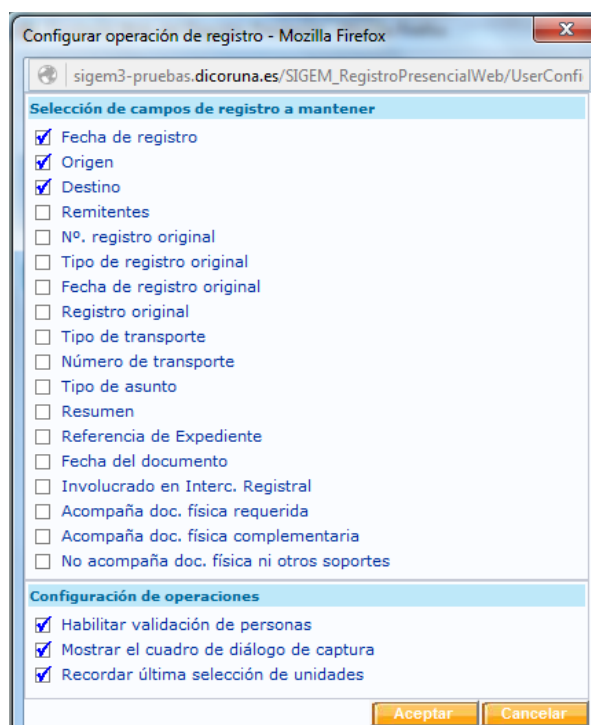 Configurar operación de registro - Mozilla Firefox
x
sigem3-pruebas.dicoruna.es/SIGEM_RegistroPresencialWeb/UserConfi
Selección de campos de registro a mantener
Fecha de registro
Origen
Destino
Remitentes
Nº. registro original
Tipo de registro original
Fecha de registro original
Registro original
Tipo de transporte
Número de transporte
Tipo de asunto
Resumen
Referencia de Expediente
Fecha del documento
Involucrado en Interc. Registral
Acompaña doc. física requerida
Acompaña doc. física complementaria
No acompaña doc. física ni otros soportes
Configuración de operaciones
Habilitar validación de personas
Mostrar el cuadro de diálogo de captura
Recordar última selección de unidades
Aceptar Cancelar